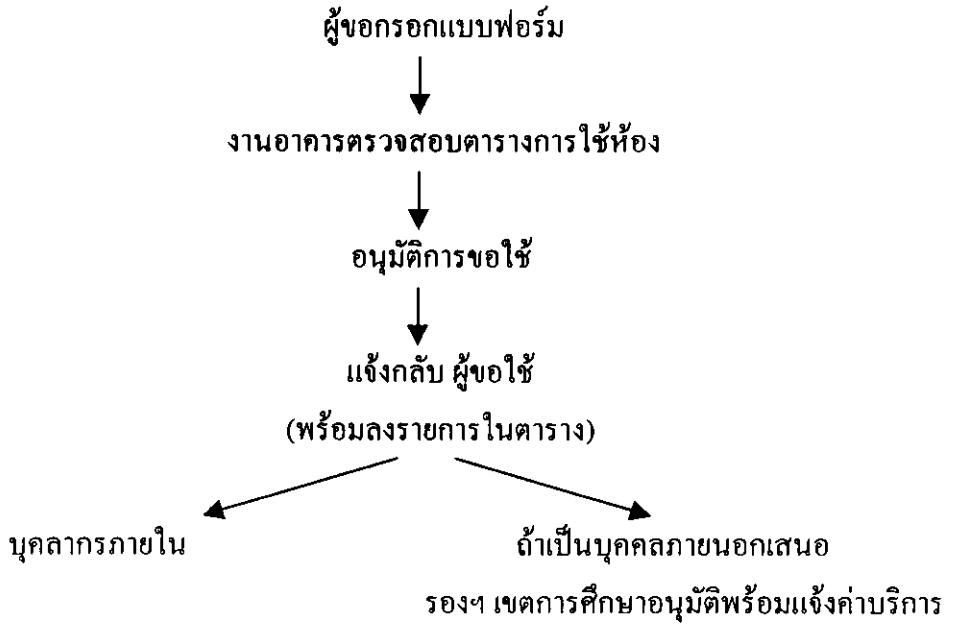 ผู้ขอกรอกแบบฟอร์ม
งานอาคารตรวจสอบตารางการใช้ห้อง
อนุมัติการขอใช้
แจ้งกลับ ผู้ขอใช้
(พร้อมลงรายการในตาราง)
บุคลากรภายใน
ถ้าเป็นบุคคลภายนอกเสนอ
รองฯ เขตการศึกษาอนุมัติพร้อมแจ้งค่าบริการ